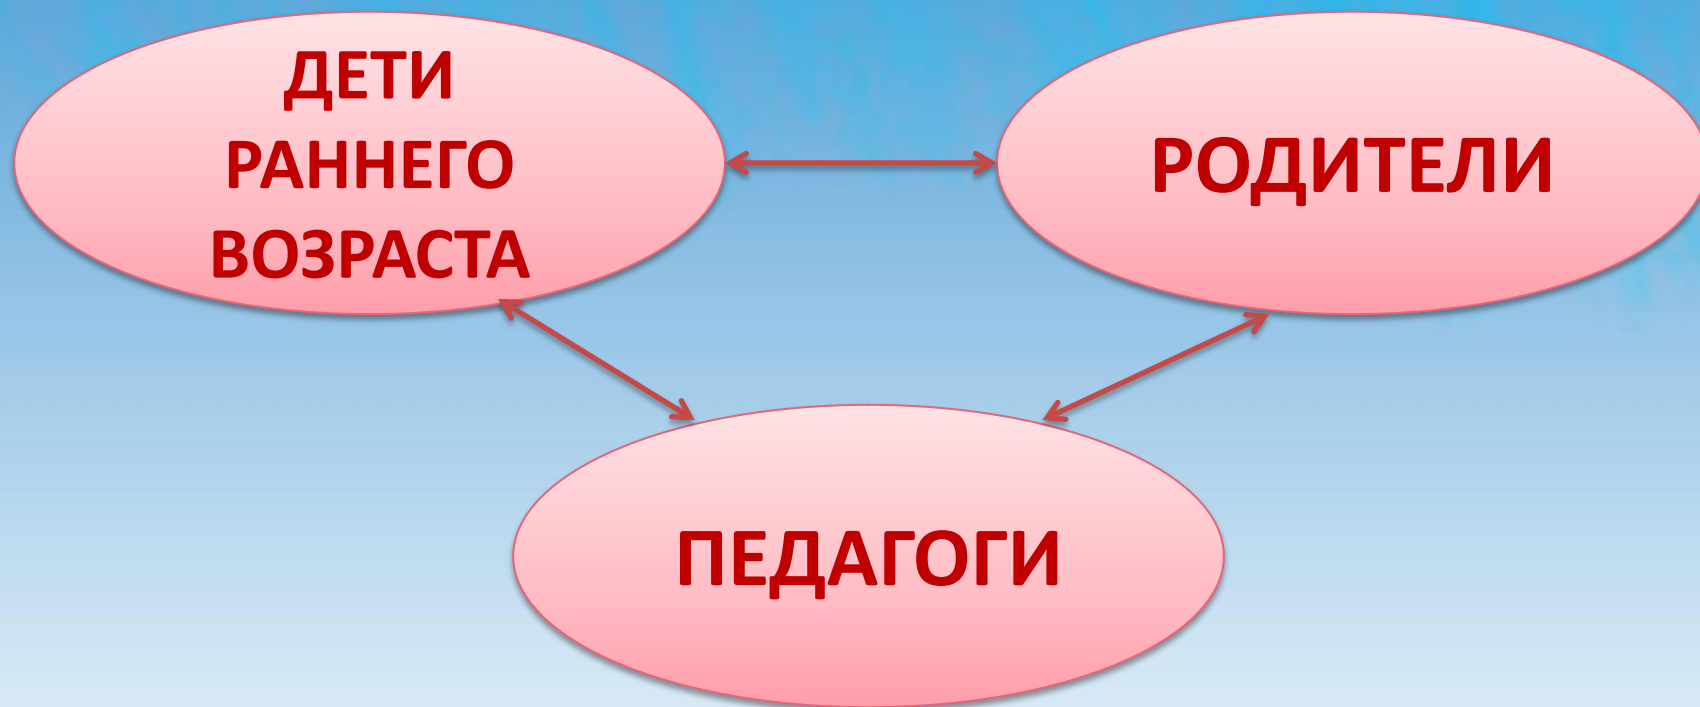 ДЕТИ
РАННЕГО
ВОЗРАСТА
РОДИТЕЛИ
ПЕДАГОГИ